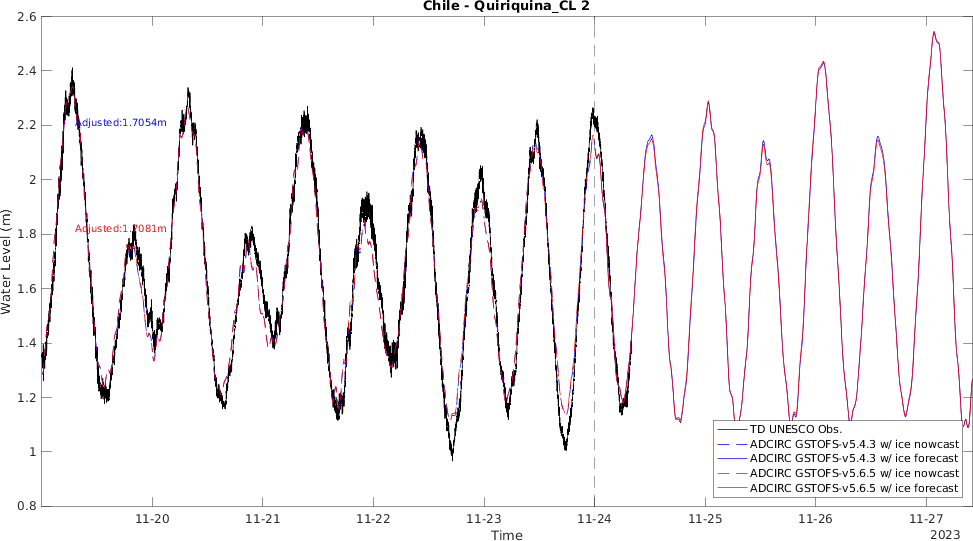 Chile - Quiriquina_CL 2
2.6
2.4
2.2
2
1.8
1.6
1.4
1.2
1
0.8
Water Level (m)
Adjusted:1.7054m
Adjusted:1.7081m
11-20
11-21
11-22
11-23
11-24
11-25
11-26
11-27
Time
2023
TD UNESCO Obs.
ADCIRC GSTOFS-v5.4.3 w/ ice nowcast
ADCIRC GSTOFS-v5.4.3 w/ ice forecast
ADCIRC GSTOFS-v5.6.5 w/ ice nowcast
ADCIRC GSTOFS-v5.6.5 w/ ice forecast